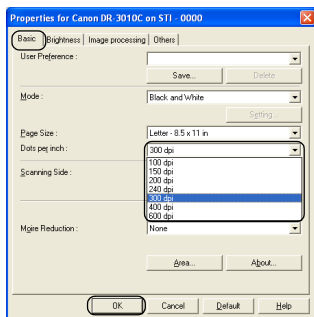 Properties for Canon DR-3010C on STI - 0000
Basic Brightness Image processing Others
User Preference :
Save... Delete
Mode : Black and White
Setting...
Page Size : Letter - 8.5 x 11 in
Dots per inch : 300 dpi
100 dpi
150 dpi
200 dpi
240 dpi
300 dpi
400 dpi
600 dpi
Scanning Side :
Moire Reduction : None
Area... About...
OK Cancel Default Help